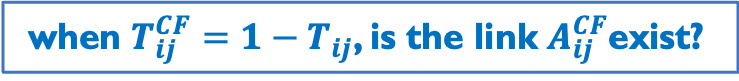 when $T_{ij}^{CF} = 1 - T_{ij}$, is the link $A_{ij}^{CF}$ exist?